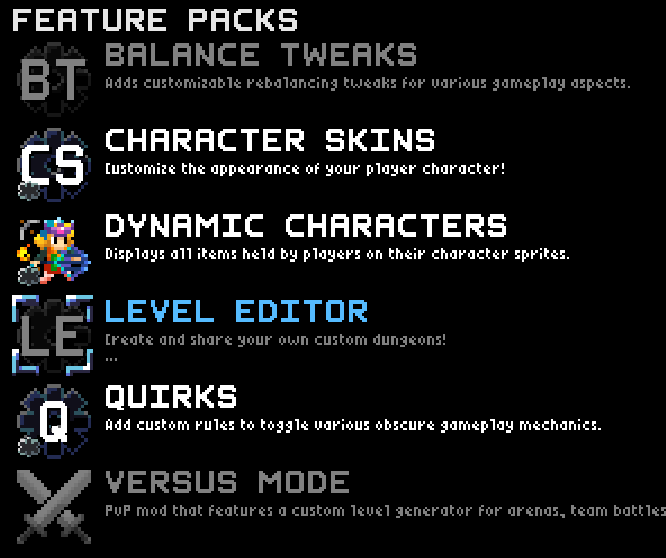 FEATURE PACKS
BT
BALANCE TWEAKS
Adds customizable rebalancing tweaks for various gameplay aspects.
CS
CHARACTER SKINS
Customize the appearance of your player character!
DYNAMIC CHARACTERS
Displays all items held by players on their character sprites.
LE
LEVEL EDITOR
Create and share your own custom dungeons!
...
Q
QUIRKS
Add custom rules to toggle various obscure gameplay mechanics.
VERSUS MODE
PvP mod that features a custom level generator for arenas, team battles